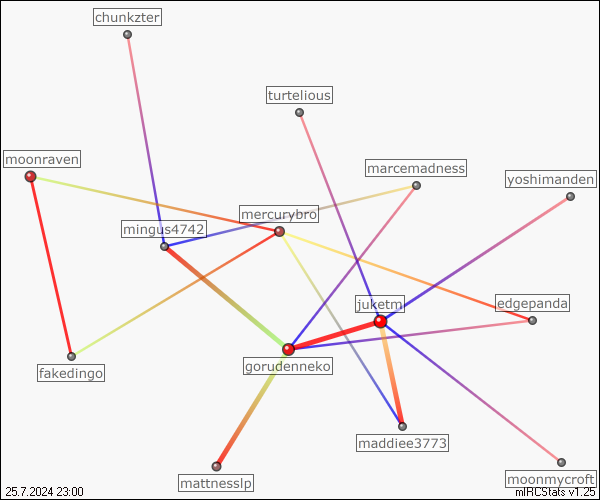 chunkzter
turtelious
moonraven
marcemadness
yoshimanden
mercurybro
mingus4742
juketm
edgepanda
gorudenneko
fakedingo
maddiee3773
mattnesslp
moonmycroft
25.7.2024 23:00
mIRCStats v1.25